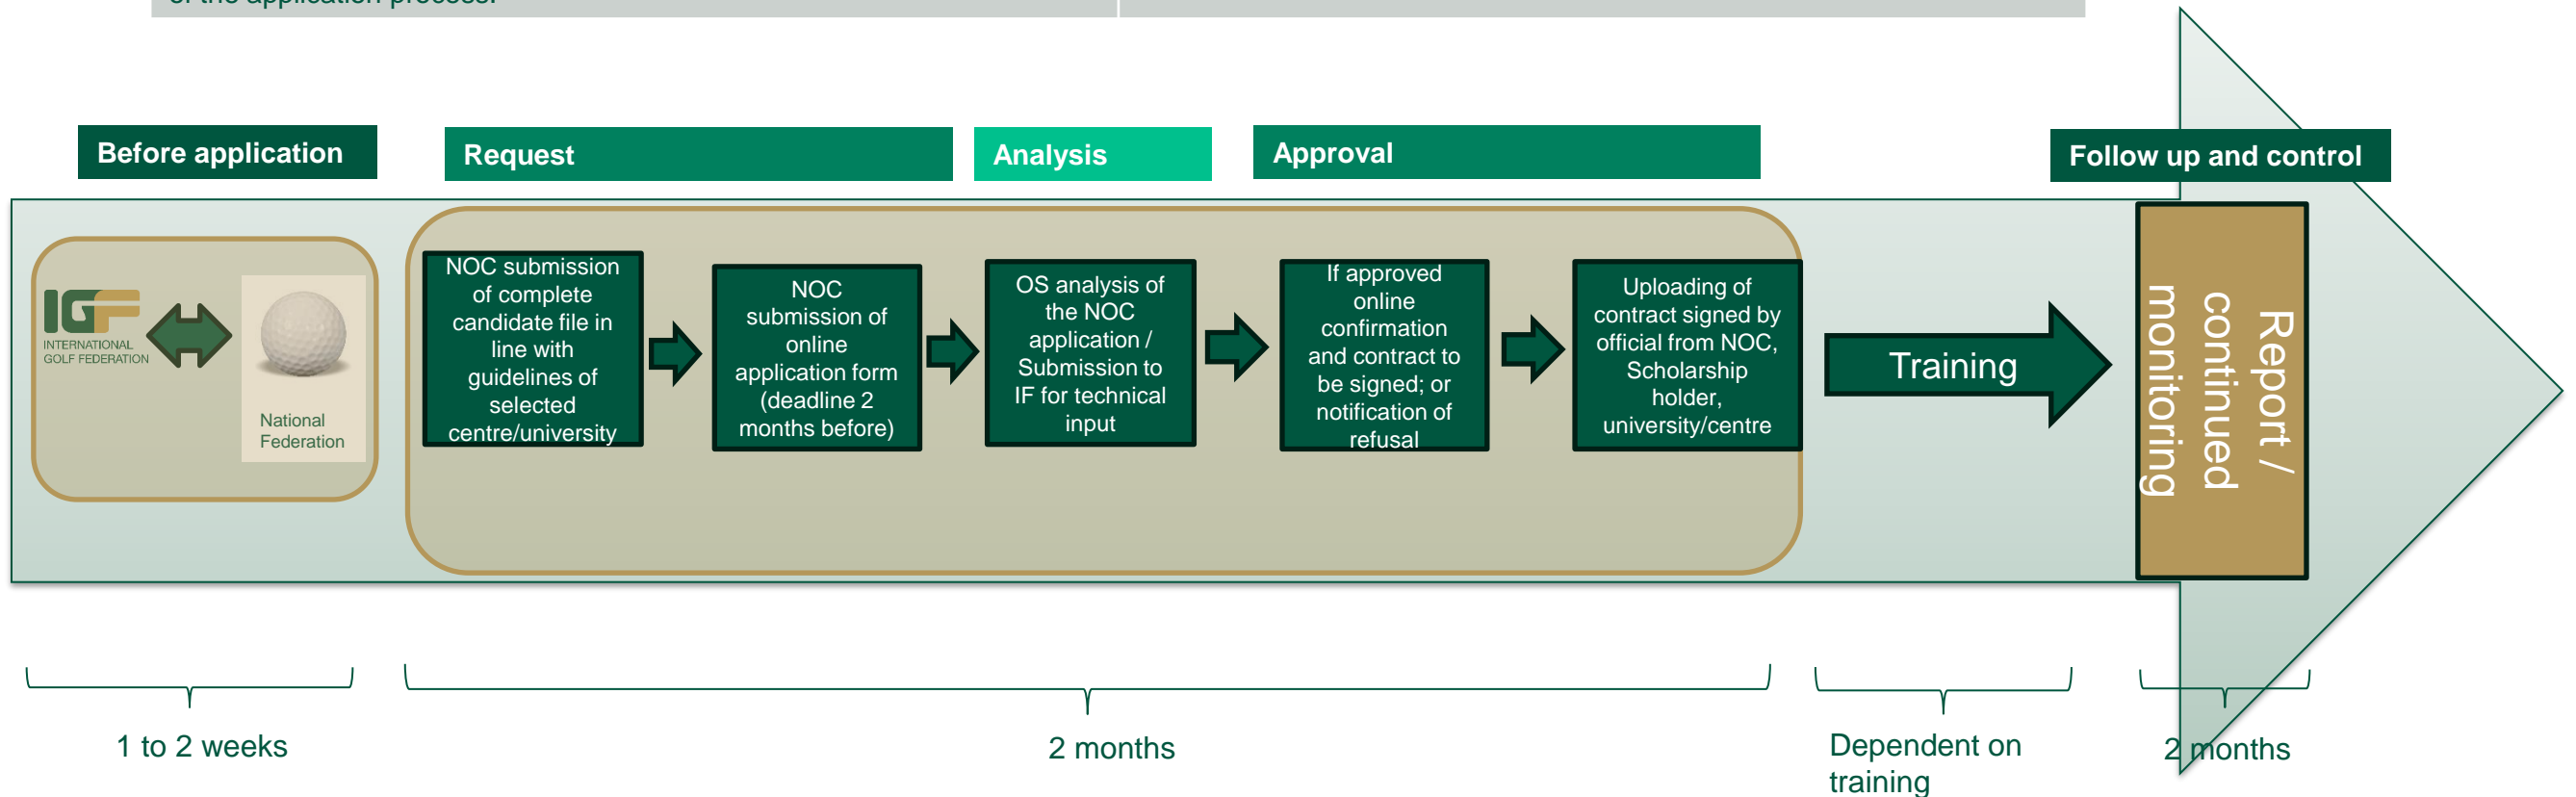 of the application process.
Before application
Request
Analysis
Approval
Follow up and control
IGF
INTERNATIONAL
GOLF FEDERATION
National
Federation
NOC submission
of complete
candidate file in
line with
guidelines of
selected
centre/university
NOC
submission of
online
application form
(deadline 2
months before)
OS analysis of
the NOC
application /
Submission to
IF for technical
input
If approved
online
confirmation
and contract to
be signed; or
notification of
refusal
Uploading of
contract signed by
official from NOC,
Scholarship
holder,
university/centre
Training
Report /
continued
monitoring
1 to 2 weeks
2 months
Dependent on
training
2 months